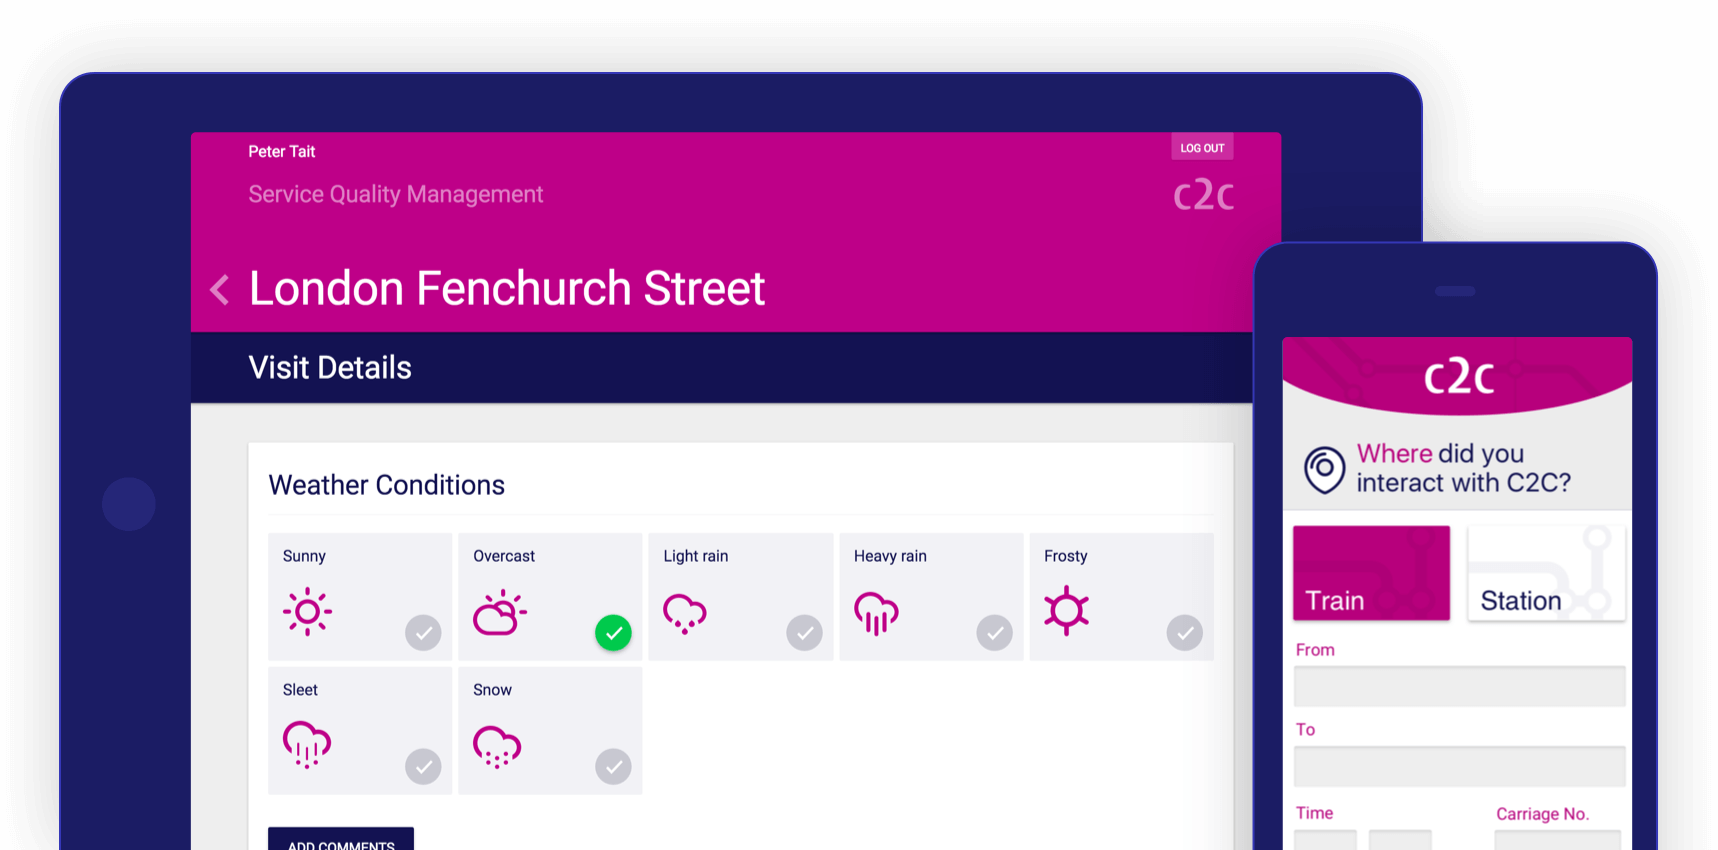 Peter Tait
LOG OUT
Service Quality Management
c2c
London Fenchurch Street
Visit Details
Weather Conditions
Sunny
Overcast
Light rain
Heavy rain
Frosty
Sleet
Snow
ADD COMMENTS
c2c
Where did you
interact with C2C?
Train
Station
From
To
Time
Carriage No.